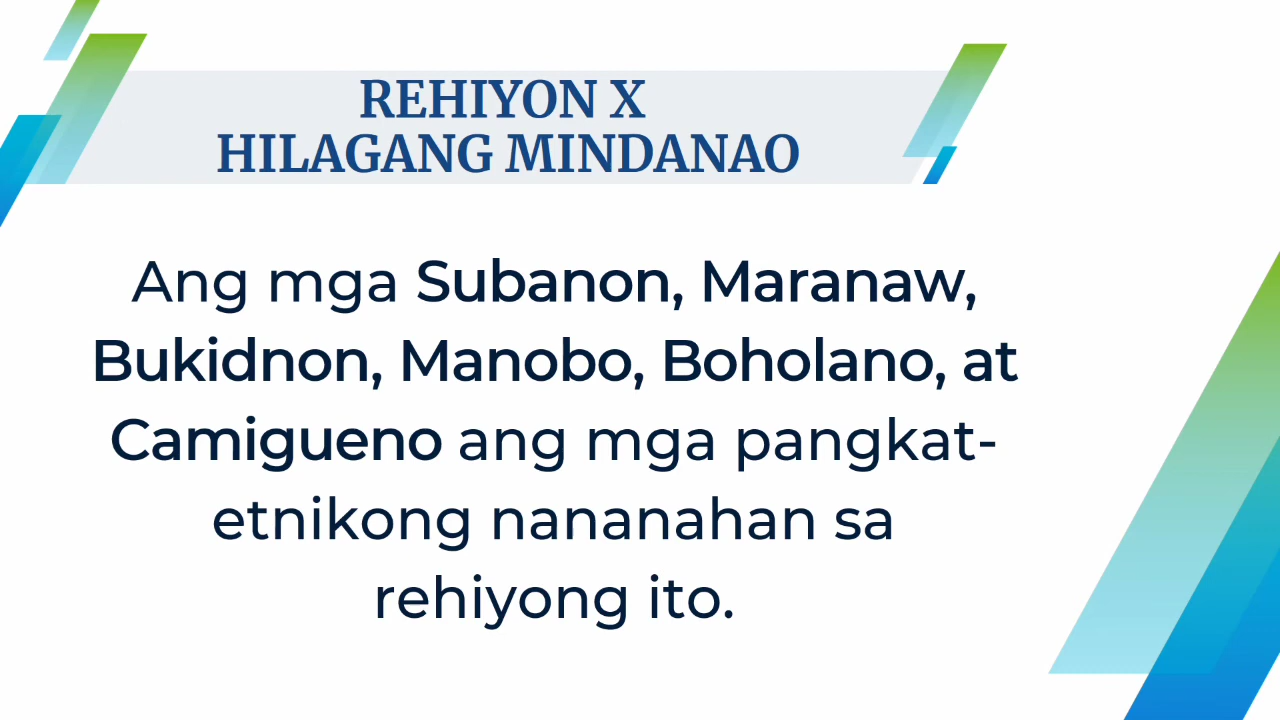 REHIYON X
HILAGANG MINDANAO
Ang mga Subanon, Maranaw,
Bukidnon, Manobo, Boholano, at
Camigueno ang mga pangkat-
etnikong nananahan sa
rehiyong ito.